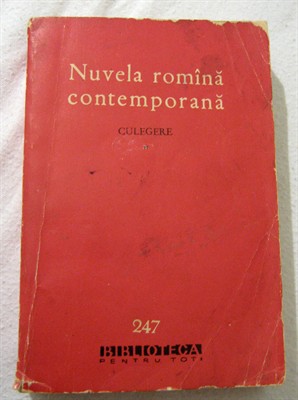 Nuvela romînă
contemporană
CULEGERE
*
247
BIBLIOTECA
PENTRU TOȚI